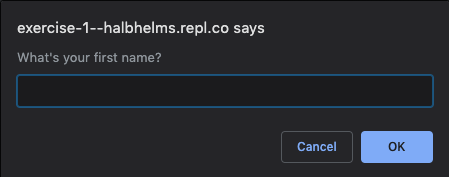 exercise-1--halbhelms.repl.co says
What's your first name?
Cancel OK